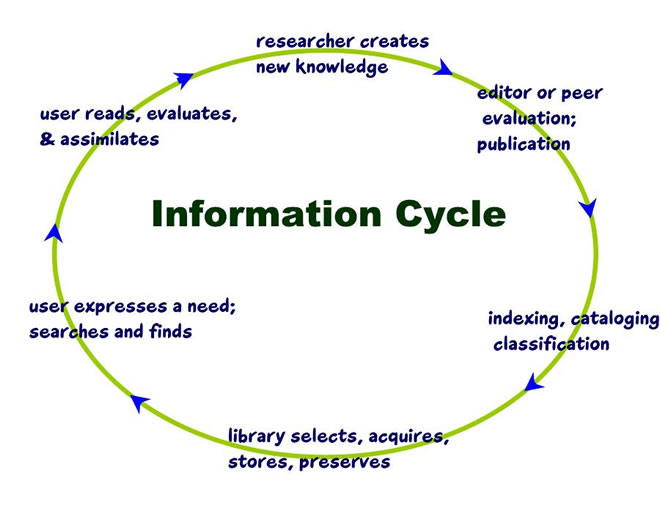 Information Cycle
researcher creates
new knowledge
editor or peer
evaluation;
publication
indexing, cataloging
classification
library selects, acquires,
stores, preserves
user expresses a need;
searches and finds
user reads, evaluates,
& assimilates